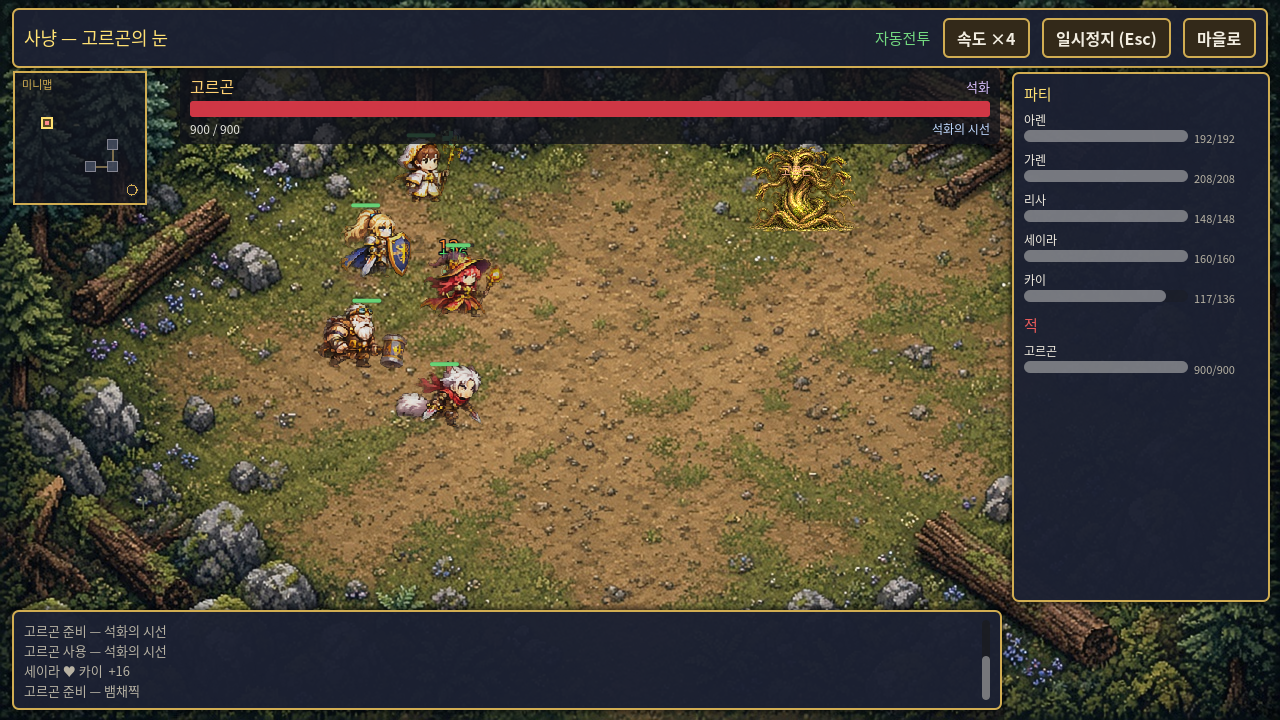 사냥 — 고르곤의 눈
자동전투
속도 ×4
일시정지 (Esc)
마을로
미니맵
고르곤
석화
900 / 900
석화의 시선
파티
아렌
192/192
가렌
208/208
리사
148/148
세이라
160/160
카이
117/136
적
고르곤
900/900
고르곤 준비 — 석화의 시선
고르곤 사용 — 석화의 시선
세이라 ♥ 카이 +16
고르곤 준비 — 뱀채찍